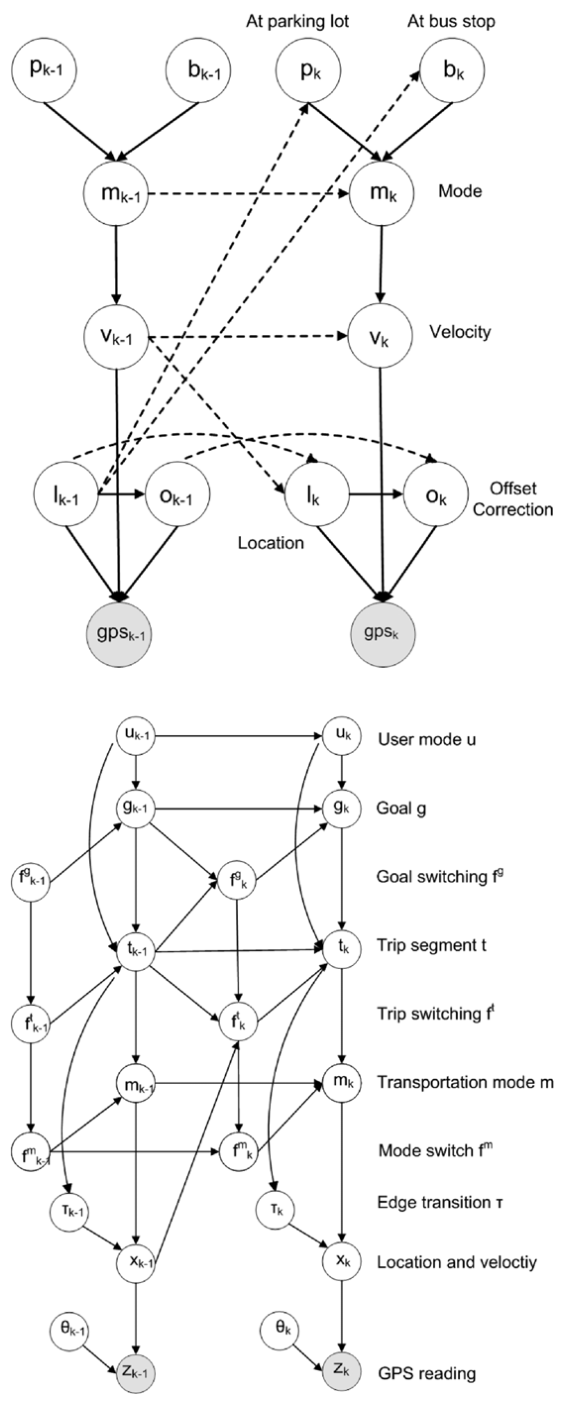 At parking lot At bus stop
pk-1 bk-1 pk bk
mk-1 mk Mode
vk-1 vk Velocity
lk-1 ok-1 lk ok Offset
Correction
Location
gpsk-1 gpsk
uk-1 uk User mode u
gk-1 gk Goal g
fgk-1 fgk Goal switching fg
tk-1 tk Trip segment t
ftk-1 ftk Trip switching ft
mk-1 mk Transportation mode m
fmk-1 fmk Mode switch fm
τk-1 τk Edge transition τ
xk-1 xk Location and veloctiy
θk-1 θk
zk-1 zk GPS reading